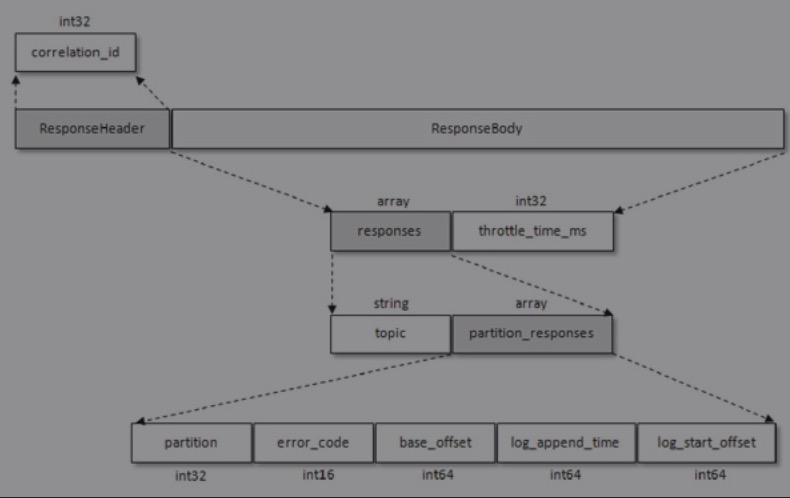 int32
correlation_id
ResponseHeader ResponseBody
array int32
responses throttle_time_ms
string array
topic partition_responses
partition error_code base_offset log_append_time log_start_offset
int32 int16 int64 int64 int64